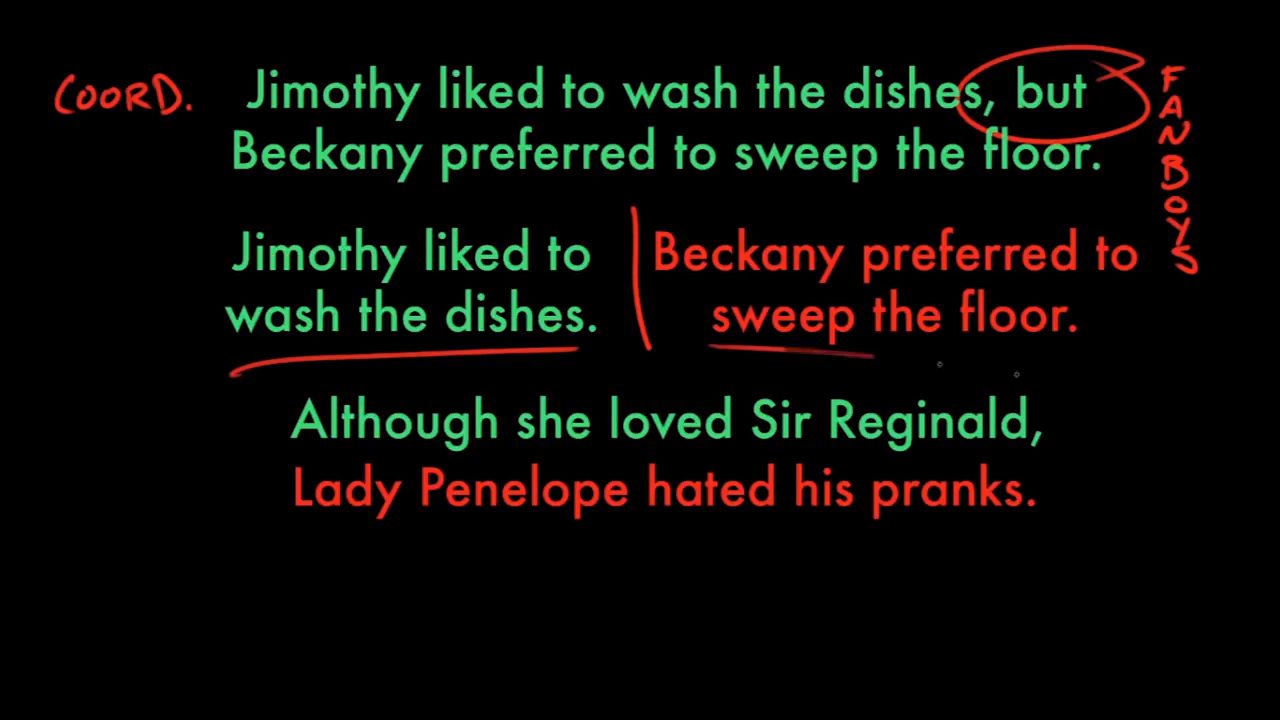 COORD.
Jimothy liked to wash the dishes, but
Beckany preferred to sweep the floor.
FANBOYS
Jimothy liked to
wash the dishes.
Beckany preferred to
sweep the floor.
Although she loved Sir Reginald,
Lady Penelope hated his pranks.